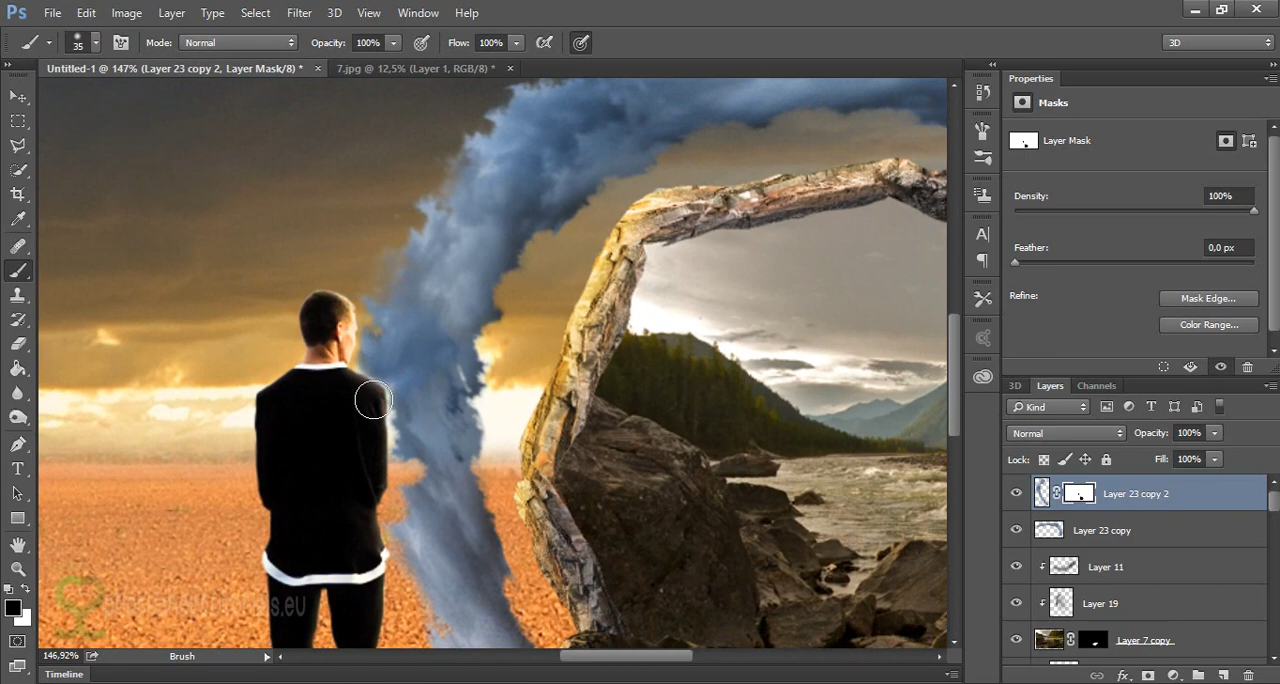 Ps File Edit Image Layer Type Select Filter 3D View Window Help
35 Mode: Normal Opacity: 100% Flow: 100% 3D
Untitled-1 @ 147% (Layer 23 copy 2, Layer Mask/8) * × 7.jpg @ 12,5% (Layer 1, RGB/8) * ×
Properties
Masks
Layer Mask
Density: 100%
Feather: 0,0 px
Refine: Mask Edge...
Color Range...
3D Layers Channels
Kind
Normal Opacity: 100%
Lock: Fill: 100%
Layer 23 copy 2
Layer 23 copy
Layer 11
Layer 19
Layer 7 copy
146,92% Brush
Timeline